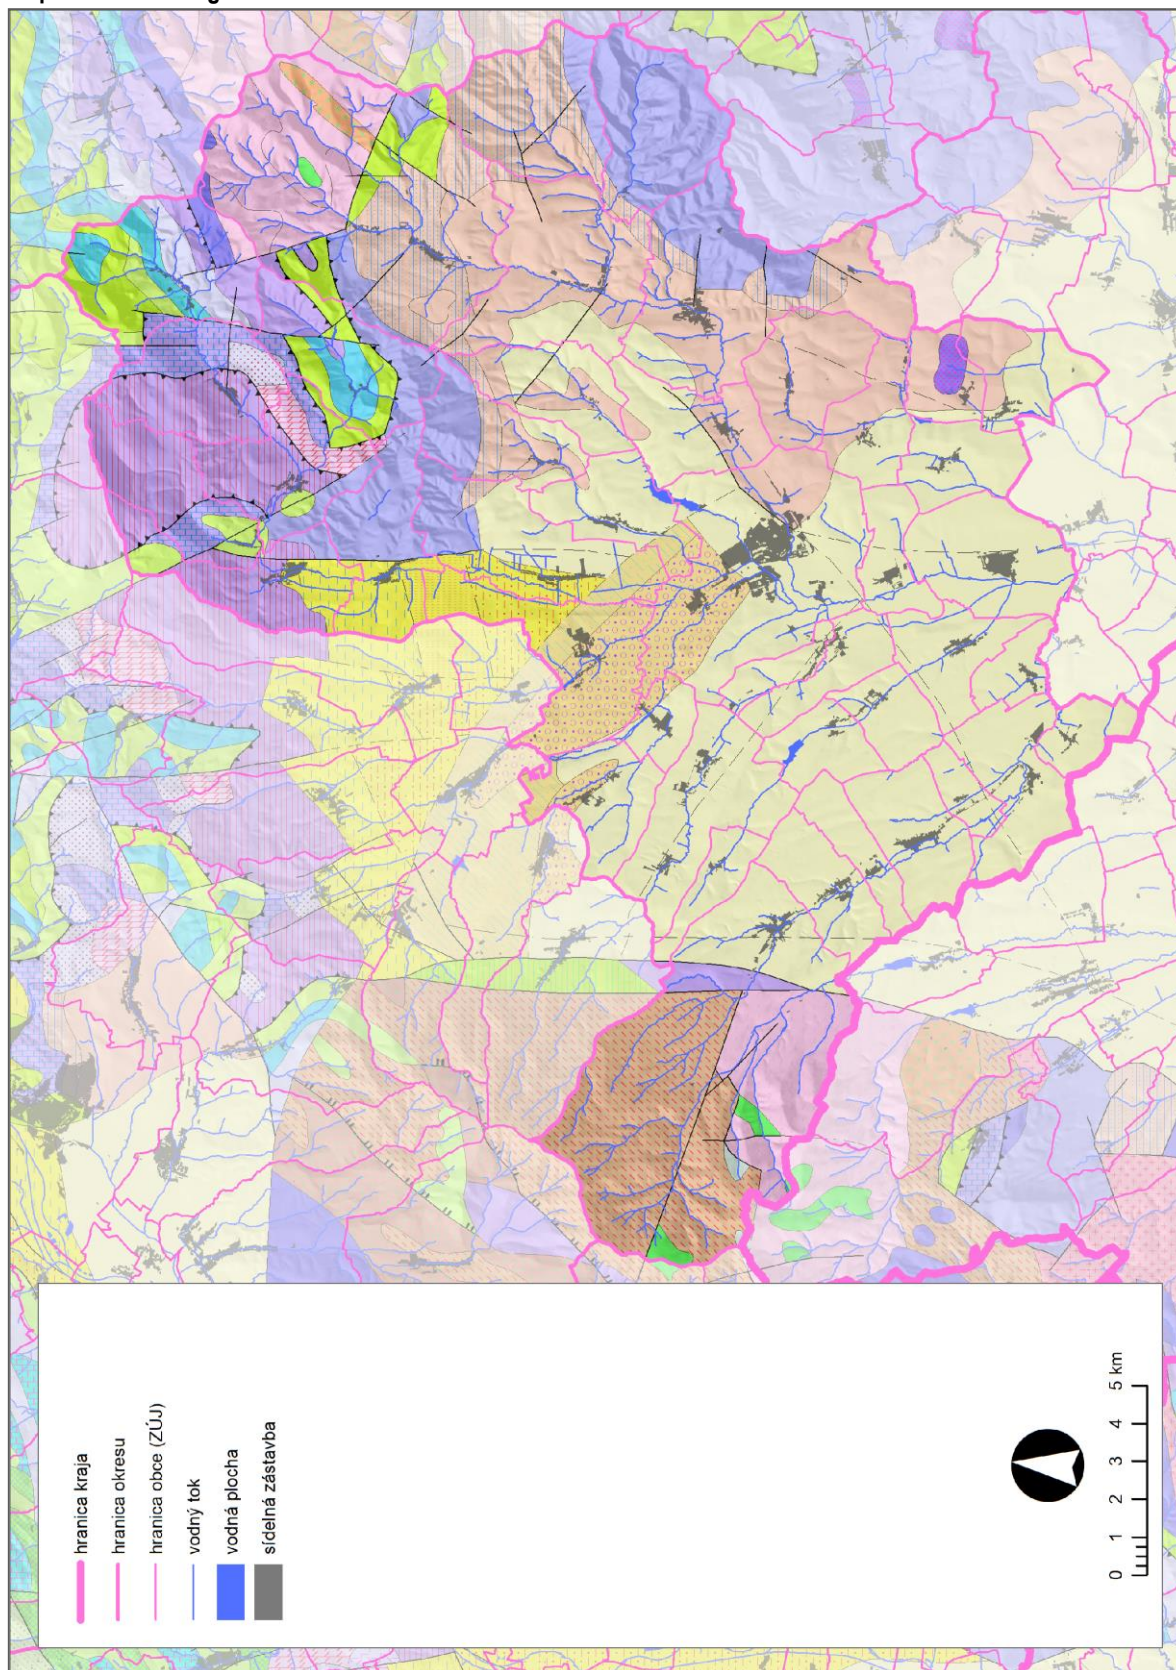 hranica kraja
hranica okresu
hranica obce (ZÚJ)
vodný tok
vodná plocha
sídelná zástavba
0 1 2 3 4 5 km